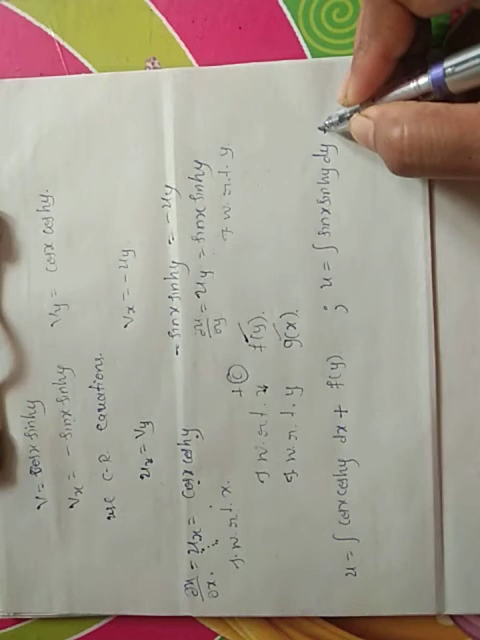 V = cosx sinhy
Vx = -sinx sinhy Vy = cosx coshy.
use C-R equations.
ux = Vy Vx = -uy
-sinx sinhy = -uy
∂u/∂x = ux = cosx coshy ∂u/∂y = uy = sinx sinhy
I w.r.t. x. I w.r.t. y.
+ C
I w.r.t. x f(y).
I w.r.t. y g(x).
u = ∫ cosx coshy dx + f(y) ; u = ∫ sinx sinhy dy +